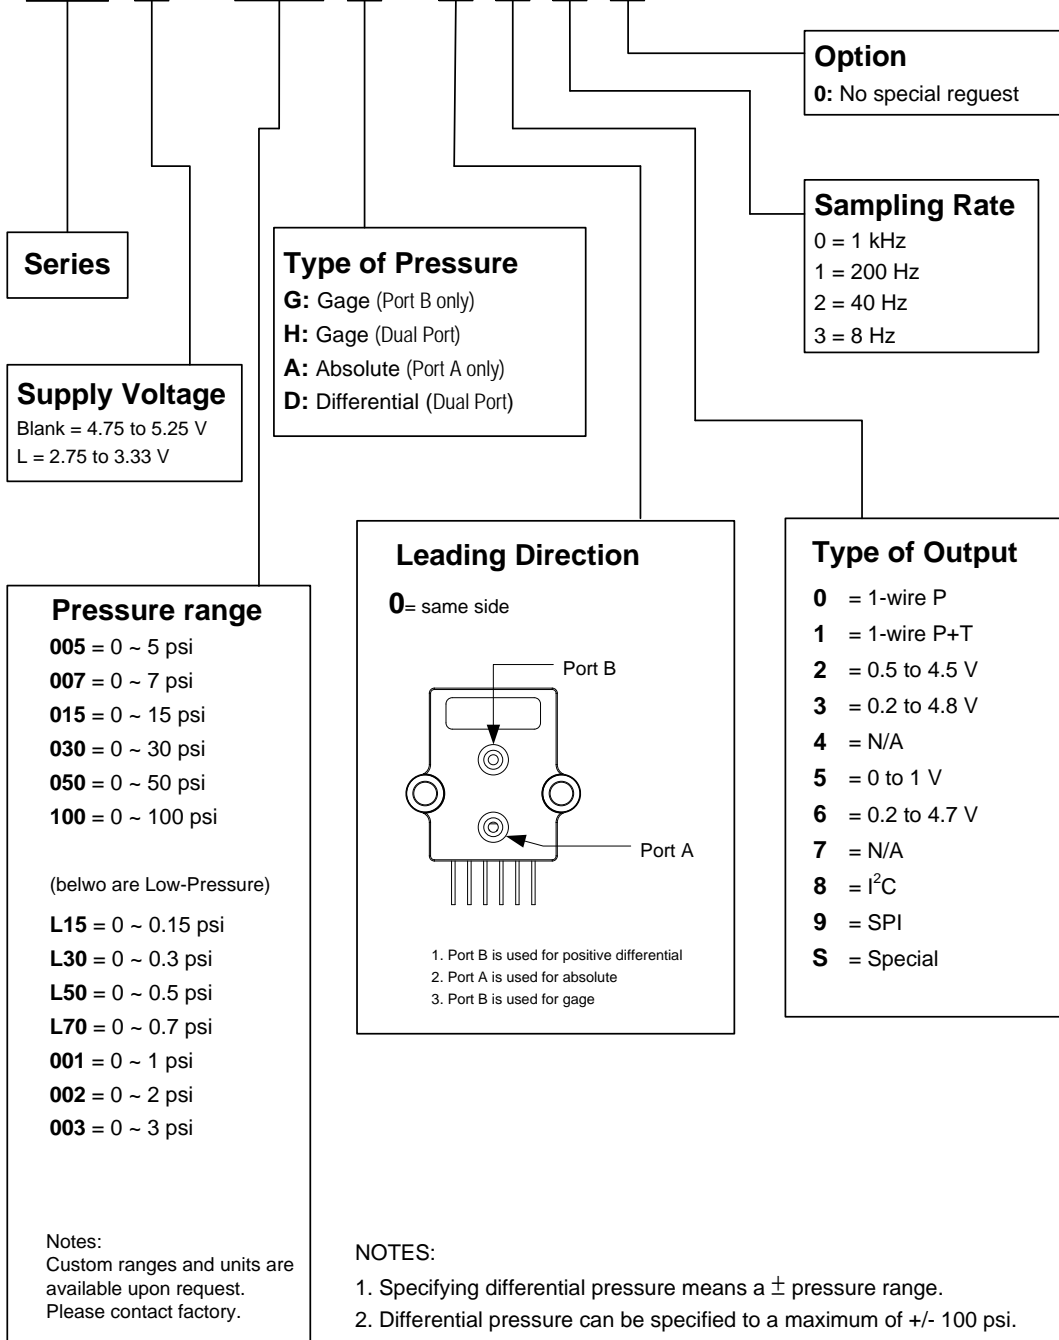 Option
0: No special reguest
Sampling Rate
0 = 1 kHz
1 = 200 Hz
2 = 40 Hz
3 = 8 Hz
Series
Type of Pressure
G: Gage (Port B only)
H: Gage (Dual Port)
A: Absolute (Port A only)
D: Differential (Dual Port)
Supply Voltage
Blank = 4.75 to 5.25 V
L = 2.75 to 3.33 V
Leading Direction
0= same side
Port B
Port A
1. Port B is used for positive differential
2. Port A is used for absolute
3. Port B is used for gage
Type of Output
0 = 1-wire P
1 = 1-wire P+T
2 = 0.5 to 4.5 V
3 = 0.2 to 4.8 V
4 = N/A
5 = 0 to 1 V
6 = 0.2 to 4.7 V
7 = N/A
8 = I²C
9 = SPI
S = Special
Pressure range
005 = 0 ~ 5 psi
007 = 0 ~ 7 psi
015 = 0 ~ 15 psi
030 = 0 ~ 30 psi
050 = 0 ~ 50 psi
100 = 0 ~ 100 psi
(belwo are Low-Pressure)
L15 = 0 ~ 0.15 psi
L30 = 0 ~ 0.3 psi
L50 = 0 ~ 0.5 psi
L70 = 0 ~ 0.7 psi
001 = 0 ~ 1 psi
002 = 0 ~ 2 psi
003 = 0 ~ 3 psi
Notes:
Custom ranges and units are
available upon request.
Please contact factory.
NOTES:
1. Specifying differential pressure means a ± pressure range.
2. Differential pressure can be specified to a maximum of +/- 100 psi.